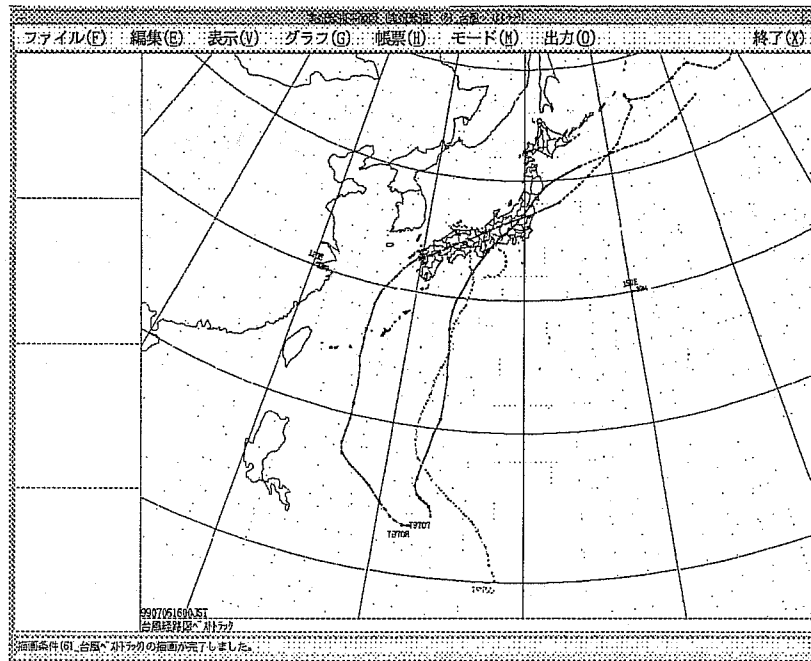 ファイル(F) 編集(E) 表示(V) グラフ(G) 帳票(H) モード(M) 出力(O) 終了(X)
150E
T9707
T9708
9907051600JST
台風経路図ベストトラック
描画条件(6)_台風ベストトラック)の描画が完了しました。